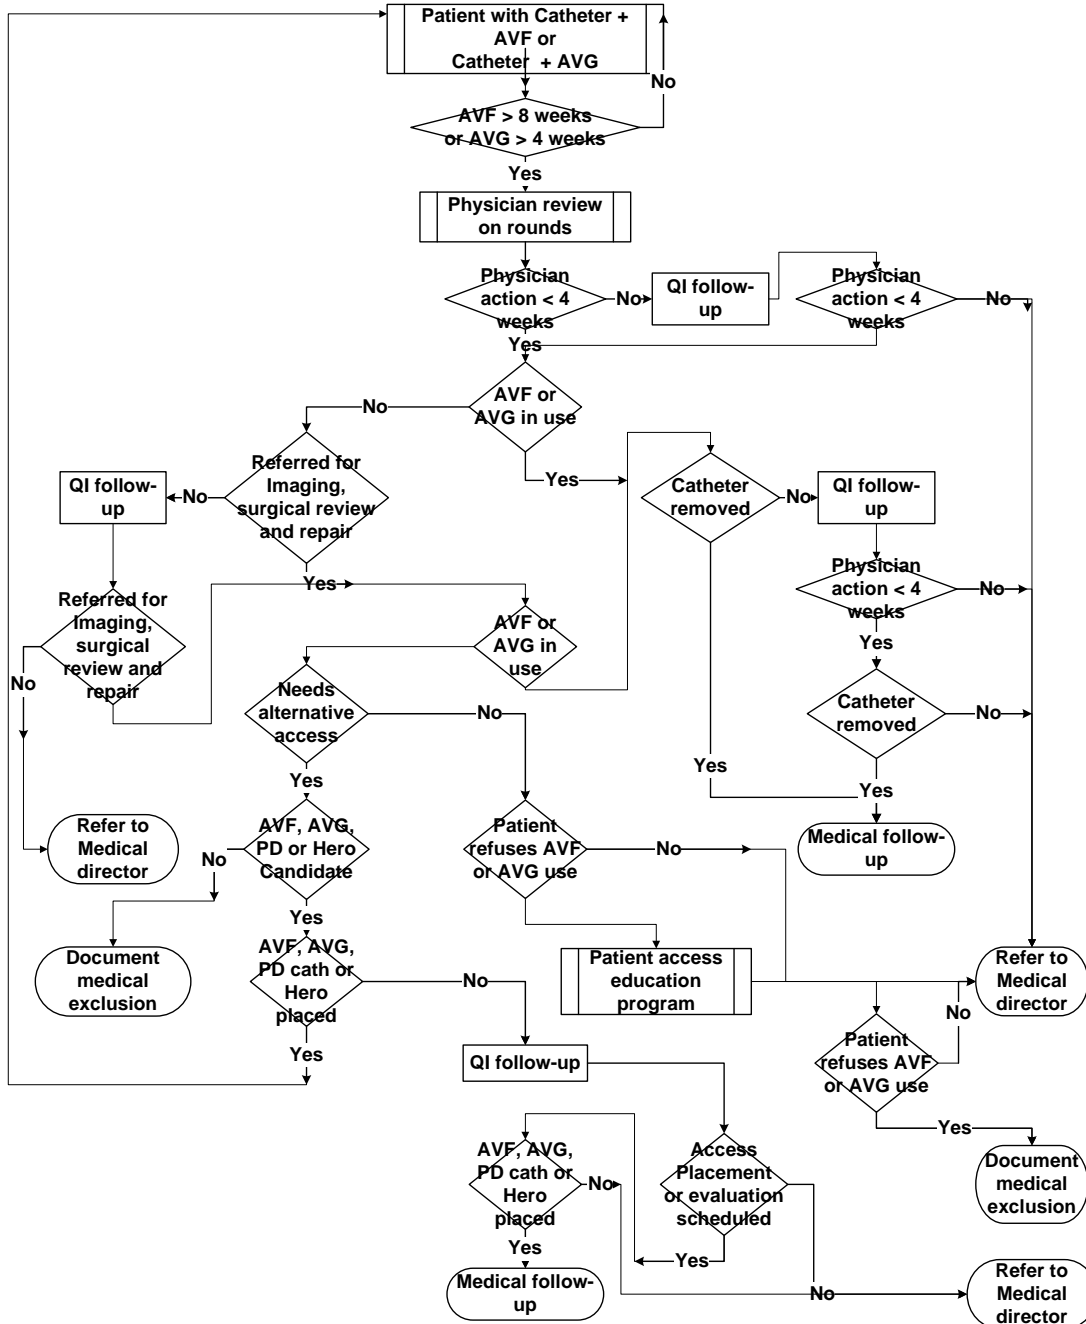 Patient with Catheter +
AVF or
Catheter + AVG
No
AVF > 8 weeks
or AVG > 4 weeks
Yes
Physician review
on rounds
Physician
action < 4
weeks
No
QI follow-
up
Physician
action < 4
weeks
No
Yes
AVF or
AVG in use
No
Yes
Referred for
Imaging,
surgical review
and repair
No
QI follow-
up
Yes
Catheter
removed
No
QI follow-
up
Physician
action < 4
weeks
No
Yes
Referred for
Imaging,
surgical
review and
repair
No
AVF or
AVG in
use
Needs
alternative
access
No
Yes
Catheter
removed
No
Yes
Yes
Medical follow-
up
Refer to
Medical
director
AVF, AVG,
PD or Hero
Candidate
No
Yes
Patient
refuses AVF
or AVG use
No
Document
medical
exclusion
AVF, AVG,
PD cath or
Hero
placed
No
Yes
Patient access
education
program
Refer to
Medical
director
No
Patient
refuses AVF
or AVG use
Yes
QI follow-up
Document
medical
exclusion
AVF, AVG,
PD cath or
Hero
placed
No
Yes
Access
Placement
or evaluation
scheduled
Yes
No
Medical follow-
up
Refer to
Medical
director